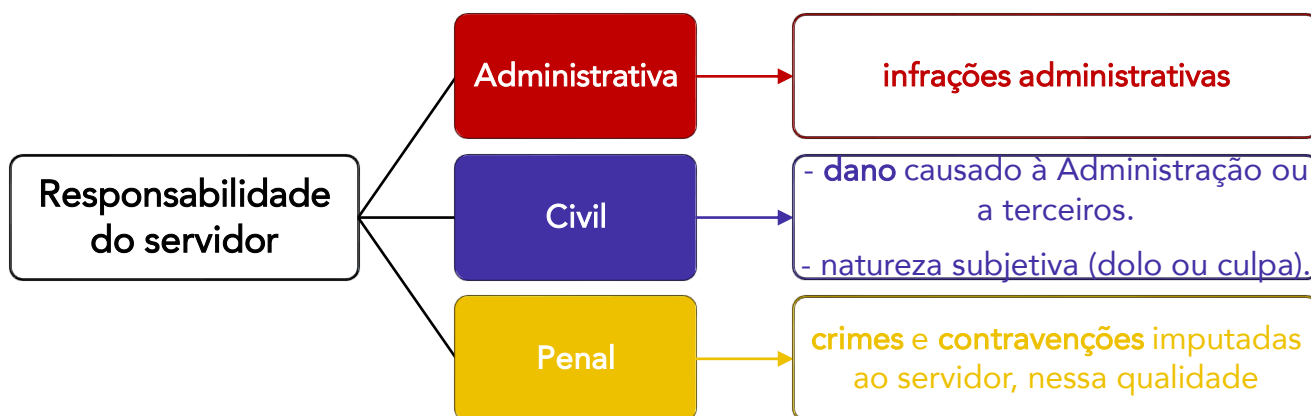 Responsabilidade
do servidor
Administrativa
infrações administrativas
Civil
- dano causado à Administração ou
a terceiros.
- natureza subjetiva (dolo ou culpa).
Penal
crimes e contravenções imputadas
ao servidor, nessa qualidade